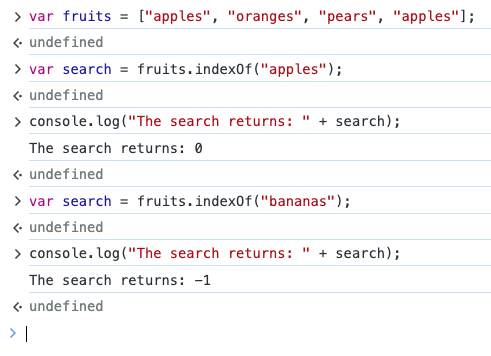 > var fruits = ["apples", "oranges", "pears", "apples"];
<· undefined
> var search = fruits.indexOf("apples");
<· undefined
> console.log("The search returns: " + search);
The search returns: 0
<· undefined
> var search = fruits.indexOf("bananas");
<· undefined
> console.log("The search returns: " + search);
The search returns: -1
<· undefined
>